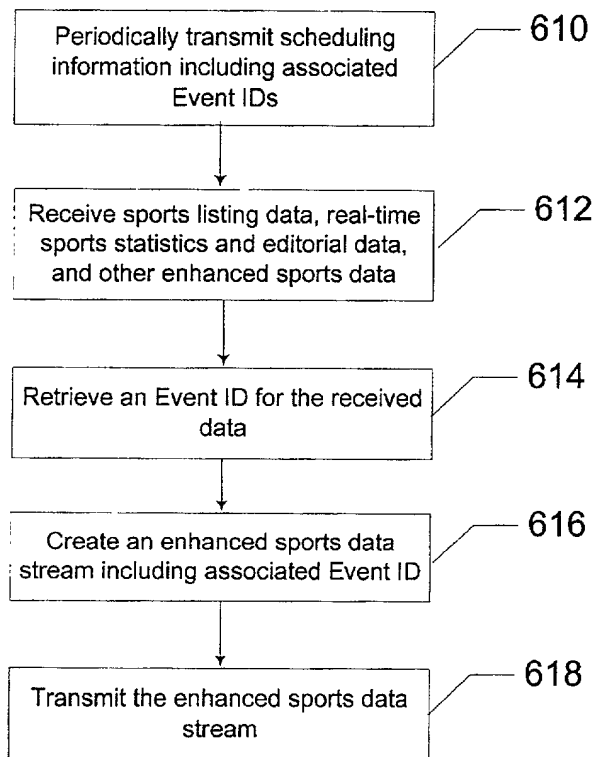 Periodically transmit scheduling
information including associated
Event IDs
610
Receive sports listing data, real-time
sports statistics and editorial data,
and other enhanced sports data
612
Retrieve an Event ID for the received
data
614
Create an enhanced sports data
stream including associated Event ID
616
Transmit the enhanced sports data
stream
618